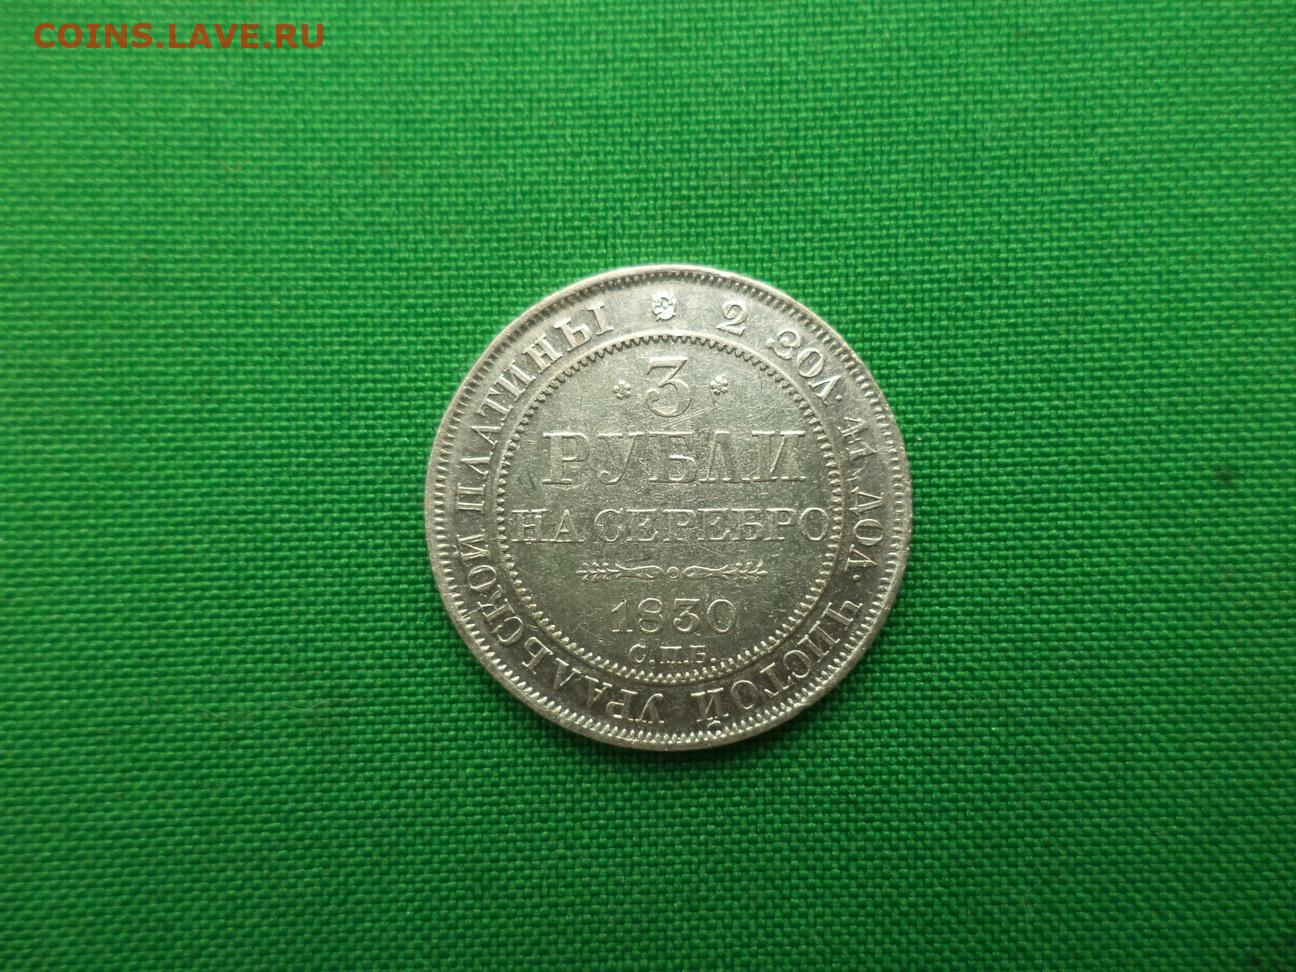 COINS.LAVE.RU
2 ЗОЛ. 41 ДОЛ. ЧИСТОЙ УРАЛЬСКОЙ ПЛАТИНЫ
3
РУБЛИ
НА СЕРЕБРО
1830
С.П.Б.